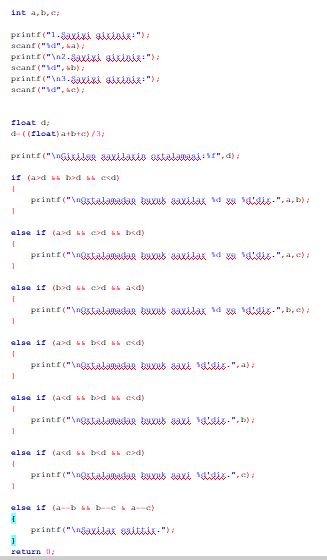 int a,b,c;
printf("1.Sayiyi giriniz:");
scanf("%d",&a);
printf("\n2.Sayiyi giriniz:");
scanf("%d",&b);
printf("\n3.Sayiyi giriniz:");
scanf("%d",&c);
float d;
d=((float)a+b+c)/3;
printf("\nGirilen sayilarin ortalamasi:%f",d);
if (a>d && b>d && c<d)
{
printf("\nOrtalamadan buyuk sayilar %d ve %d'dir.",a,b);
}
else if (a>d && c>d && b<d)
{
printf("\nOrtalamadan buyuk sayilar %d ve %d'dir.",a,c);
}
else if (b>d && c>d && a<d)
{
printf("\nOrtalamadan buyuk sayilar %d ve %d'dir.",b,c);
}
else if (a>d && b<d && c<d)
{
printf("\nOrtalamadan buyuk sayi %d'dir.",a);
}
else if (a<d && b>d && c<d)
{
printf("\nOrtalamadan buyuk sayi %d'dir.",b);
}
else if (a<d && b<d && c>d)
{
printf("\nOrtalamadan buyuk sayi %d'dir.",c);
}
else if (a==b && b==c & a==c)
{
printf("\nSayilar esittir.");
}
return 0;